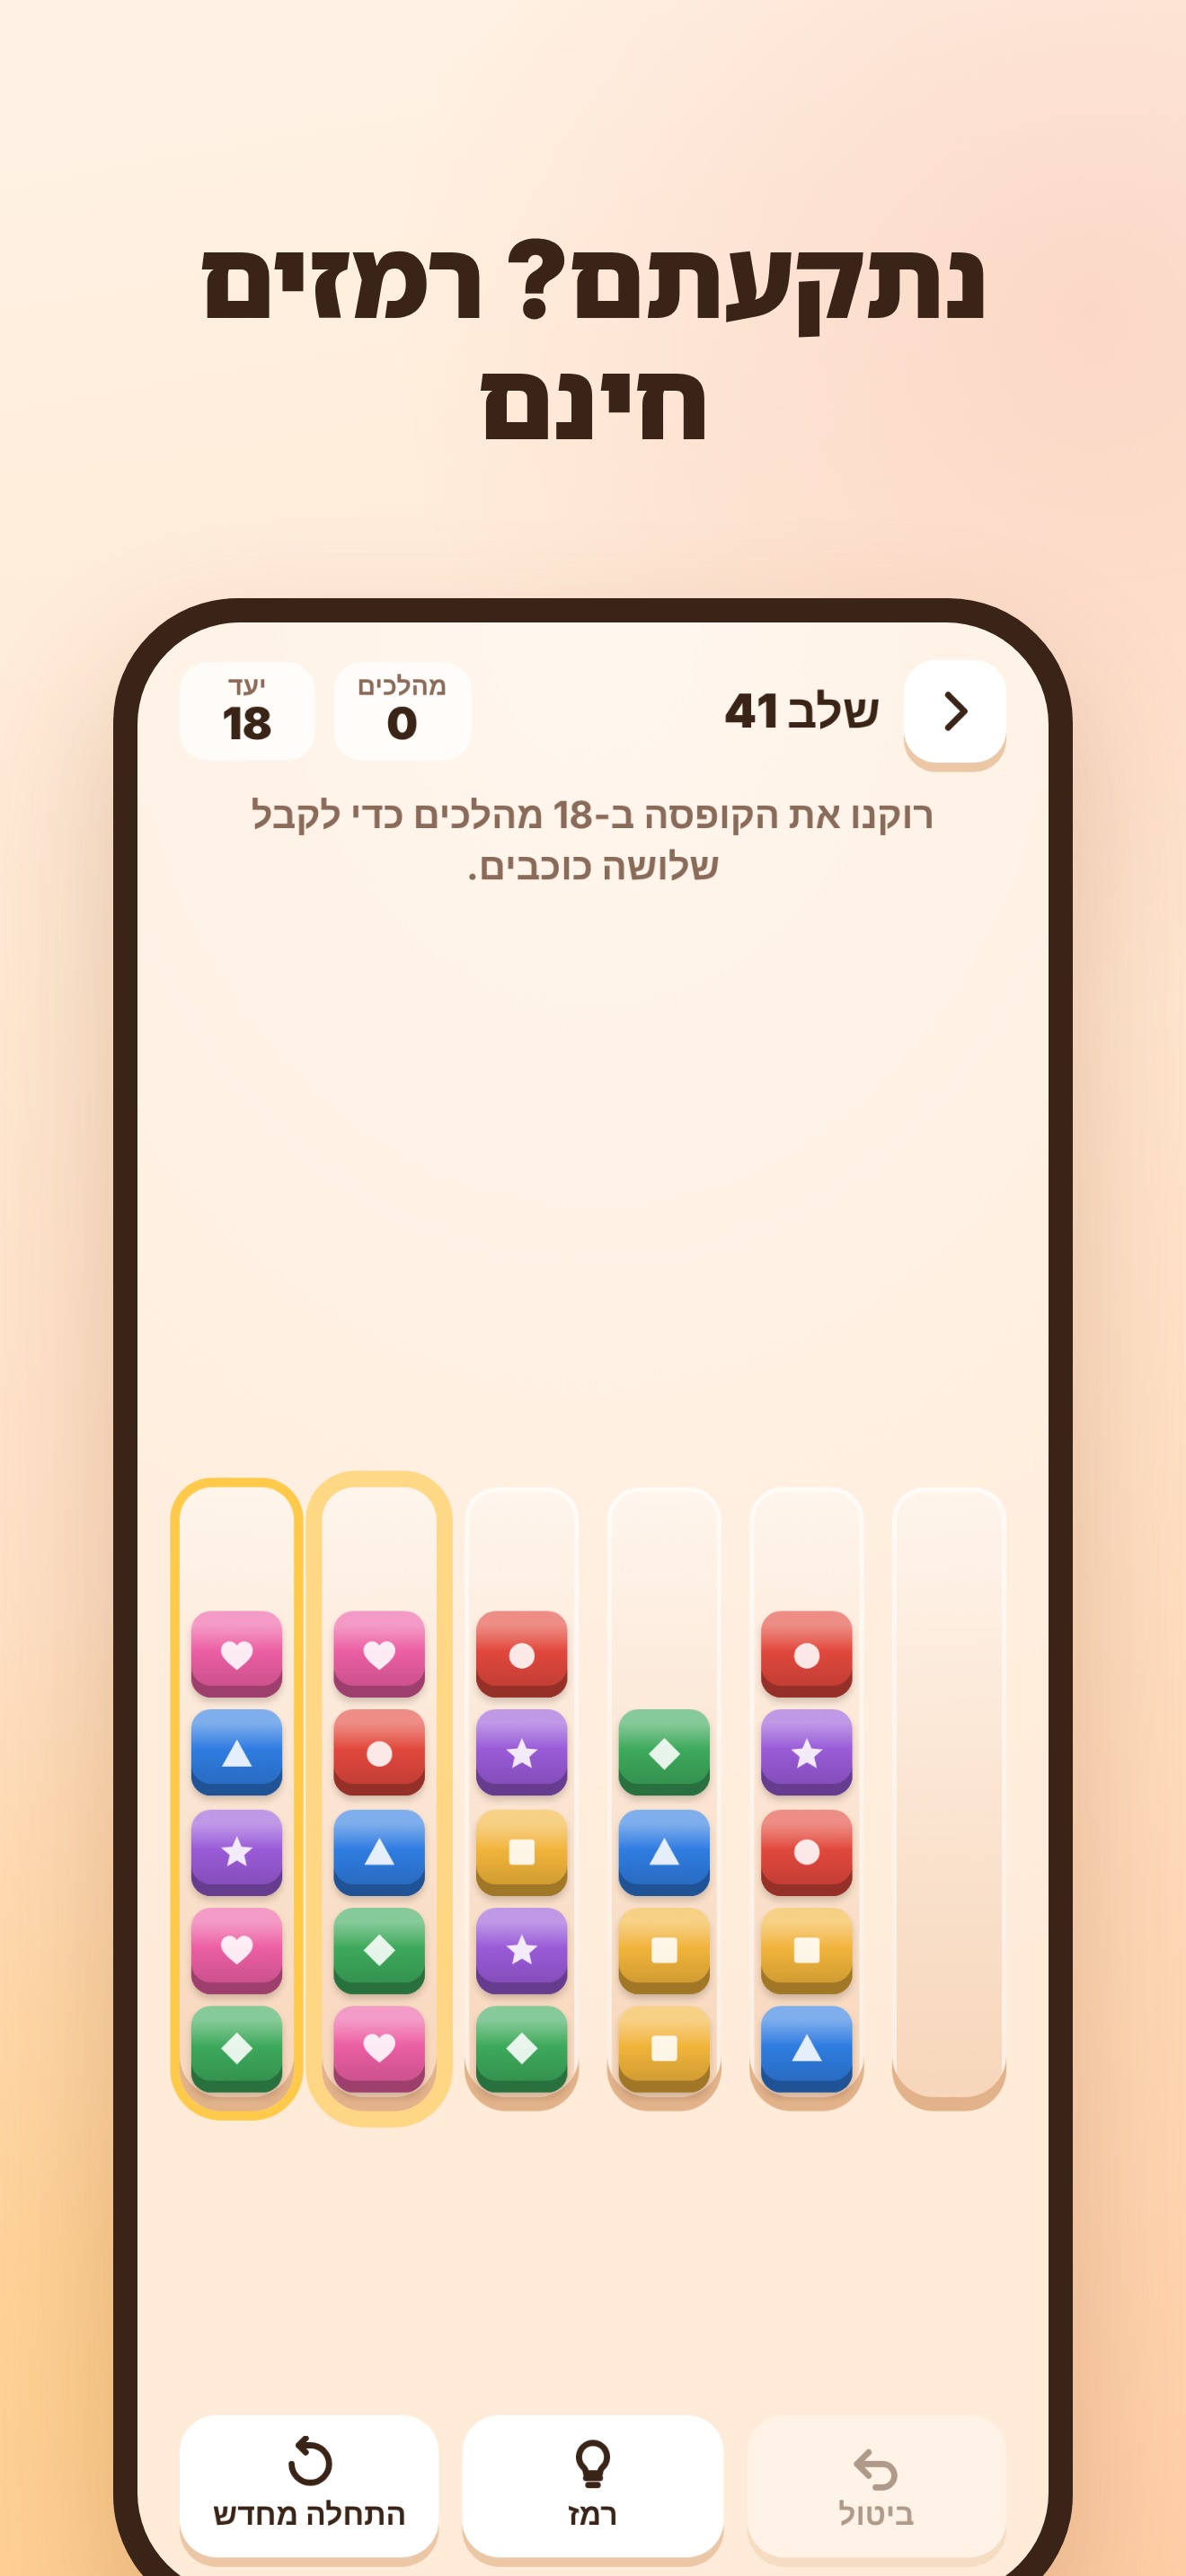 נתקעתם? רמזים
חינם
שלב 41
מהלכים
0
יעד
18
רוקנו את הקופסה ב-18 מהלכים כדי לקבל
שלושה כוכבים.
ביטול
רמז
התחלה מחדש